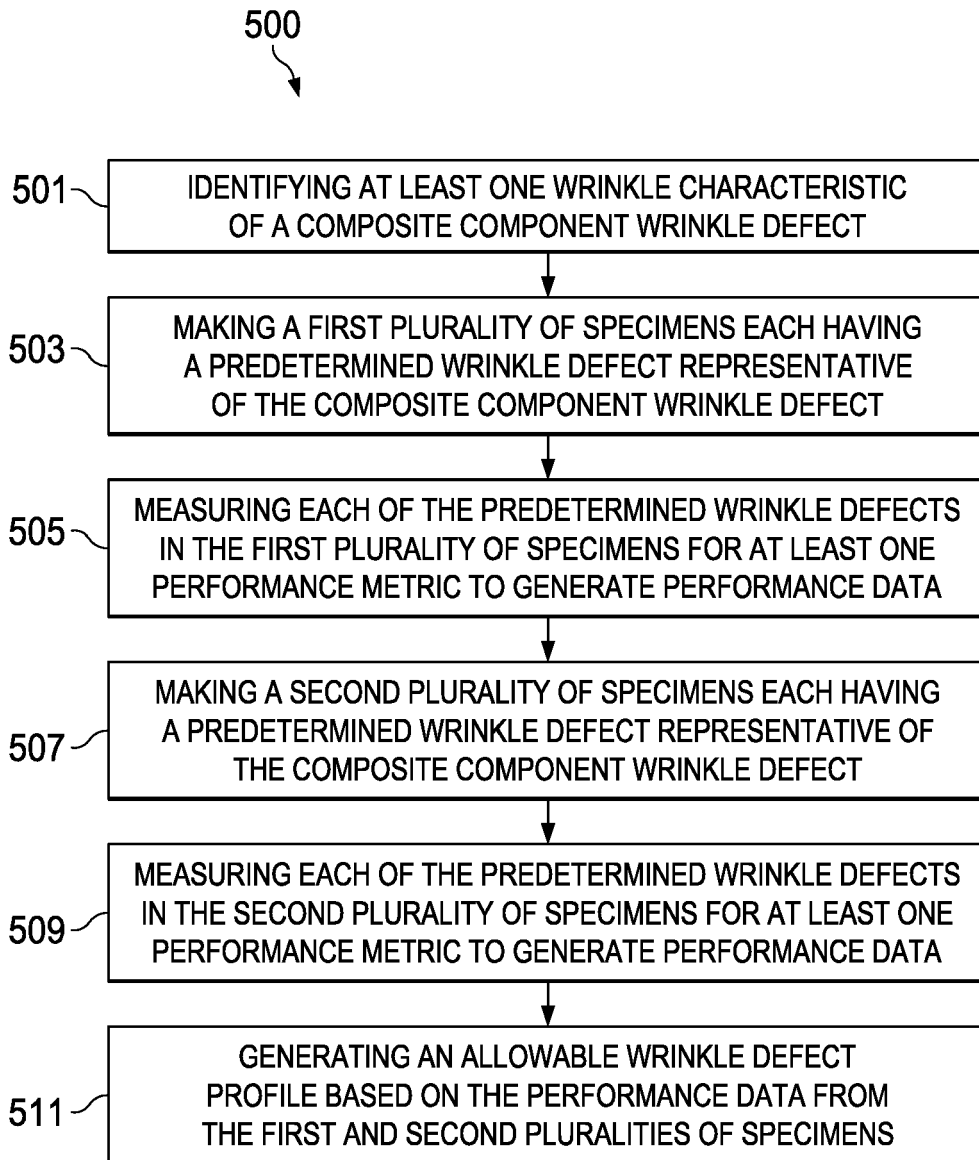 500
501
IDENTIFYING AT LEAST ONE WRINKLE CHARACTERISTIC
OF A COMPOSITE COMPONENT WRINKLE DEFECT
503
MAKING A FIRST PLURALITY OF SPECIMENS EACH HAVING
A PREDETERMINED WRINKLE DEFECT REPRESENTATIVE
OF THE COMPOSITE COMPONENT WRINKLE DEFECT
505
MEASURING EACH OF THE PREDETERMINED WRINKLE DEFECTS
IN THE FIRST PLURALITY OF SPECIMENS FOR AT LEAST ONE
PERFORMANCE METRIC TO GENERATE PERFORMANCE DATA
507
MAKING A SECOND PLURALITY OF SPECIMENS EACH HAVING
A PREDETERMINED WRINKLE DEFECT REPRESENTATIVE OF
THE COMPOSITE COMPONENT WRINKLE DEFECT
509
MEASURING EACH OF THE PREDETERMINED WRINKLE DEFECTS
IN THE SECOND PLURALITY OF SPECIMENS FOR AT LEAST ONE
PERFORMANCE METRIC TO GENERATE PERFORMANCE DATA
511
GENERATING AN ALLOWABLE WRINKLE DEFECT
PROFILE BASED ON THE PERFORMANCE DATA FROM
THE FIRST AND SECOND PLURALITIES OF SPECIMENS